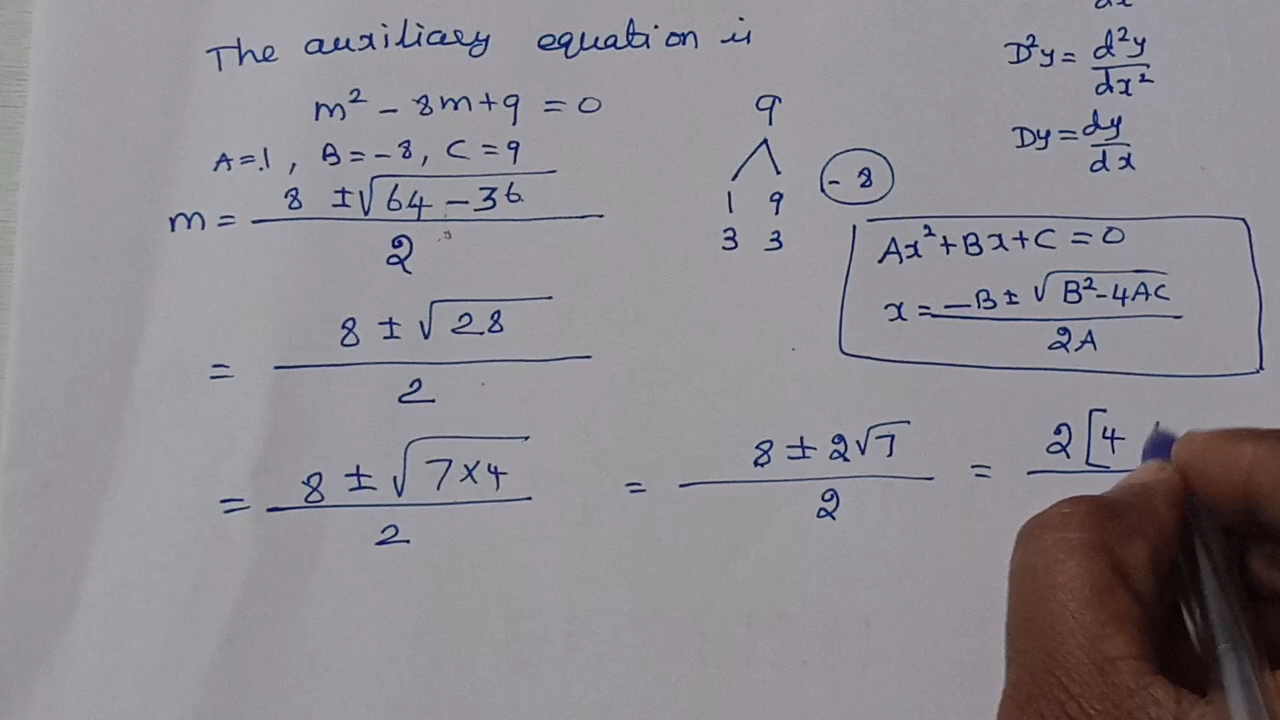 The auxiliary equation is
m² - 8m + 9 = 0
A = 1, B = -8, C = 9
m = 8 ± √64 - 36 / 2
= 8 ± √28 / 2
= 8 ± √7×4 / 2 = 8 ± 2√7 / 2 = 2[4
9
1 9
3 3
-8
D²y = d²y/dx²
Dy = dy/dx
Ax² + Bx + C = 0
x = -B ± √B² - 4AC / 2A